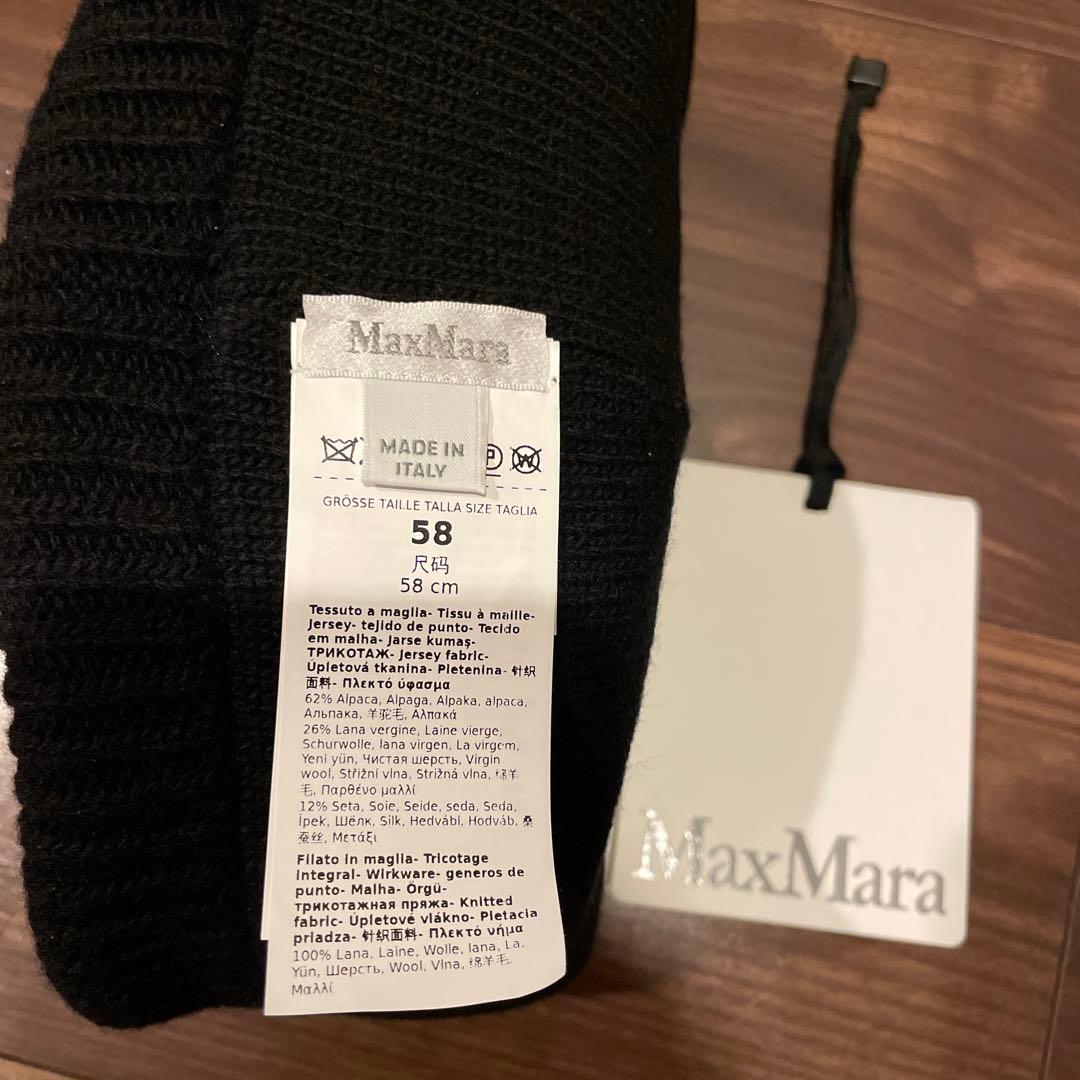 MaxMara
MADE IN
ITALY
GRÖSSE TAILLE TALLA SIZE TAGLIA
58
尺码
58 cm
Tessuto a maglia- Tissu à maille-
Jersey- tejido de punto- Tecido
em malha- Jarse kumaş-
ТРИКОТАЖ- Jersey fabric-
Úpletová tkanina- Pletenina- 针织
面料- Πλεκτό ύφασμα
62% Alpaca, Alpaga, Alpaka, alpaca,
Альпака, 羊驼毛, Αλπακά
26% Lana vergine, Laine vierge,
Schurwolle, lana virgen, La virgem,
Yeni yün, Чистая шерсть, Virgin
wool, Střižní vlna, Strižná vlna, 绵羊
毛, Παρθένο μαλλί
12% Seta, Soie, Seide, seda, Seda,
İpek, Шёлк, Silk, Hedvábí, Hodváb, 桑
蚕丝, Μετάξι
Filato in maglia- Tricotage
integral- Wirkware- generos de
punto- Malha- Örgü-
трикотажная пряжа- Knitted
fabric- Úpletové vlákno- Pletacia
priadza- 针织面料- Πλεκτό νήμα
100% Lana, Laine, Wolle, lana, La,
Yün, Шерсть, Wool, Vlna, 绵羊毛,
Μαλλί
MaxMara